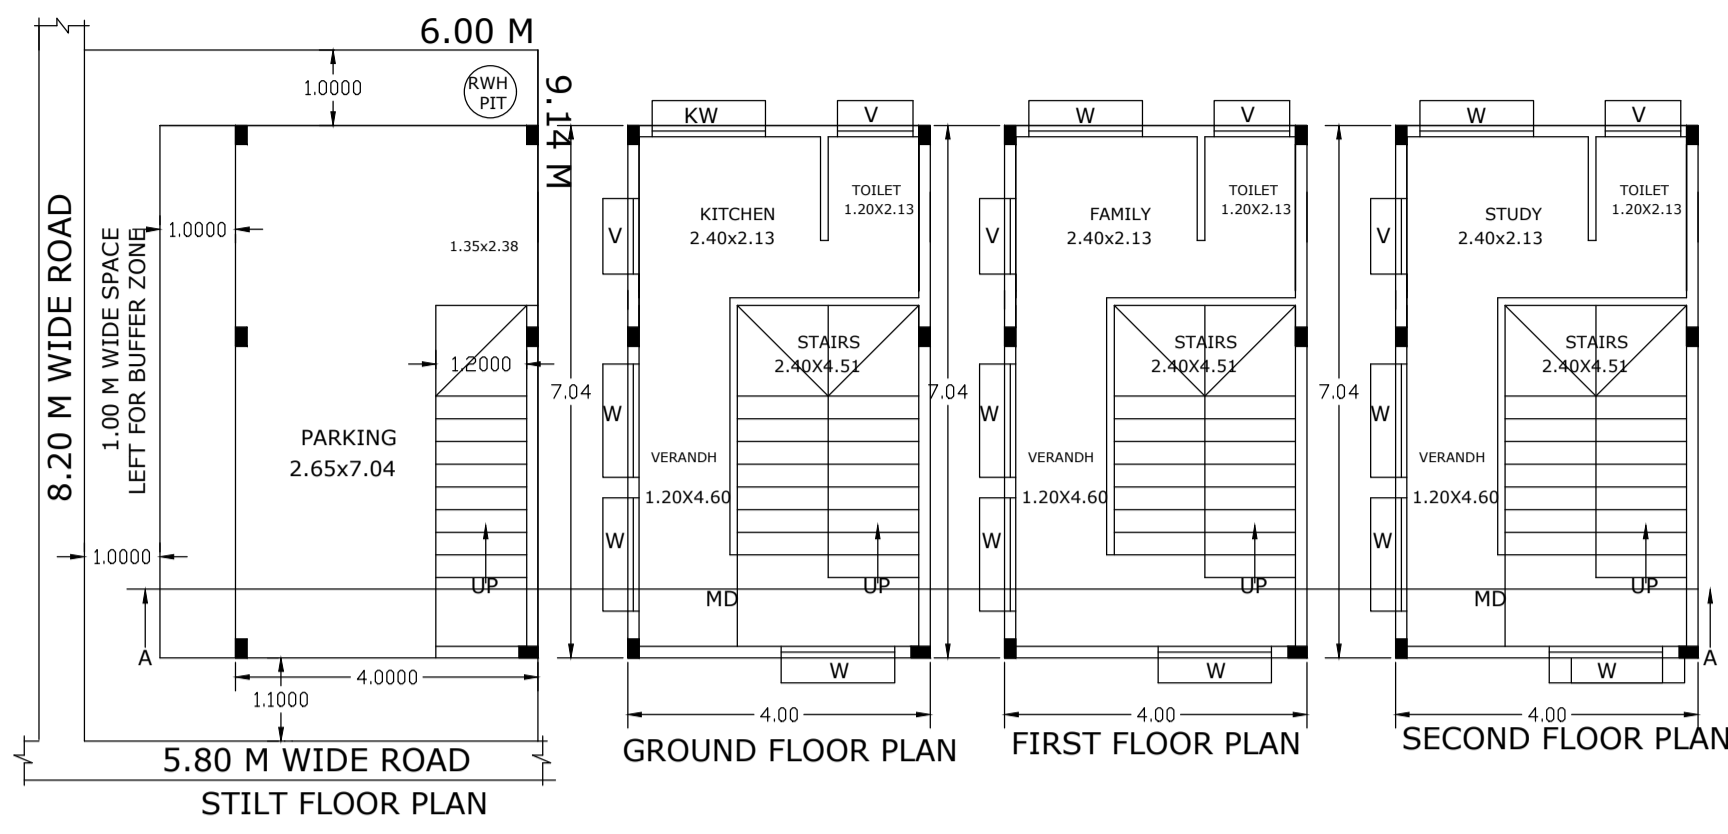 6.00 M
9.14 M
1.0000
RWH
PIT
8.20 M WIDE ROAD
1.00 M WIDE SPACE
LEFT FOR BUFFER ZONE
1.0000
1.35x2.38
1.2000
PARKING
2.65x7.04
1.0000
UP
A
4.0000
1.1000
5.80 M WIDE ROAD
STILT FLOOR PLAN
7.04
KW
V
TOILET
1.20X2.13
KITCHEN
2.40x2.13
V
STAIRS
2.40X4.51
W
VERANDH
1.20X4.60
W
UP
MD
W
4.00
GROUND FLOOR PLAN
7.04
W
V
TOILET
1.20X2.13
FAMILY
2.40x2.13
V
STAIRS
2.40X4.51
W
VERANDH
1.20X4.60
W
UP
W
4.00
FIRST FLOOR PLAN
7.04
W
V
TOILET
1.20X2.13
STUDY
2.40x2.13
V
STAIRS
2.40X4.51
W
VERANDH
1.20X4.60
W
UP
MD
A
W
4.00
SECOND FLOOR PLAN